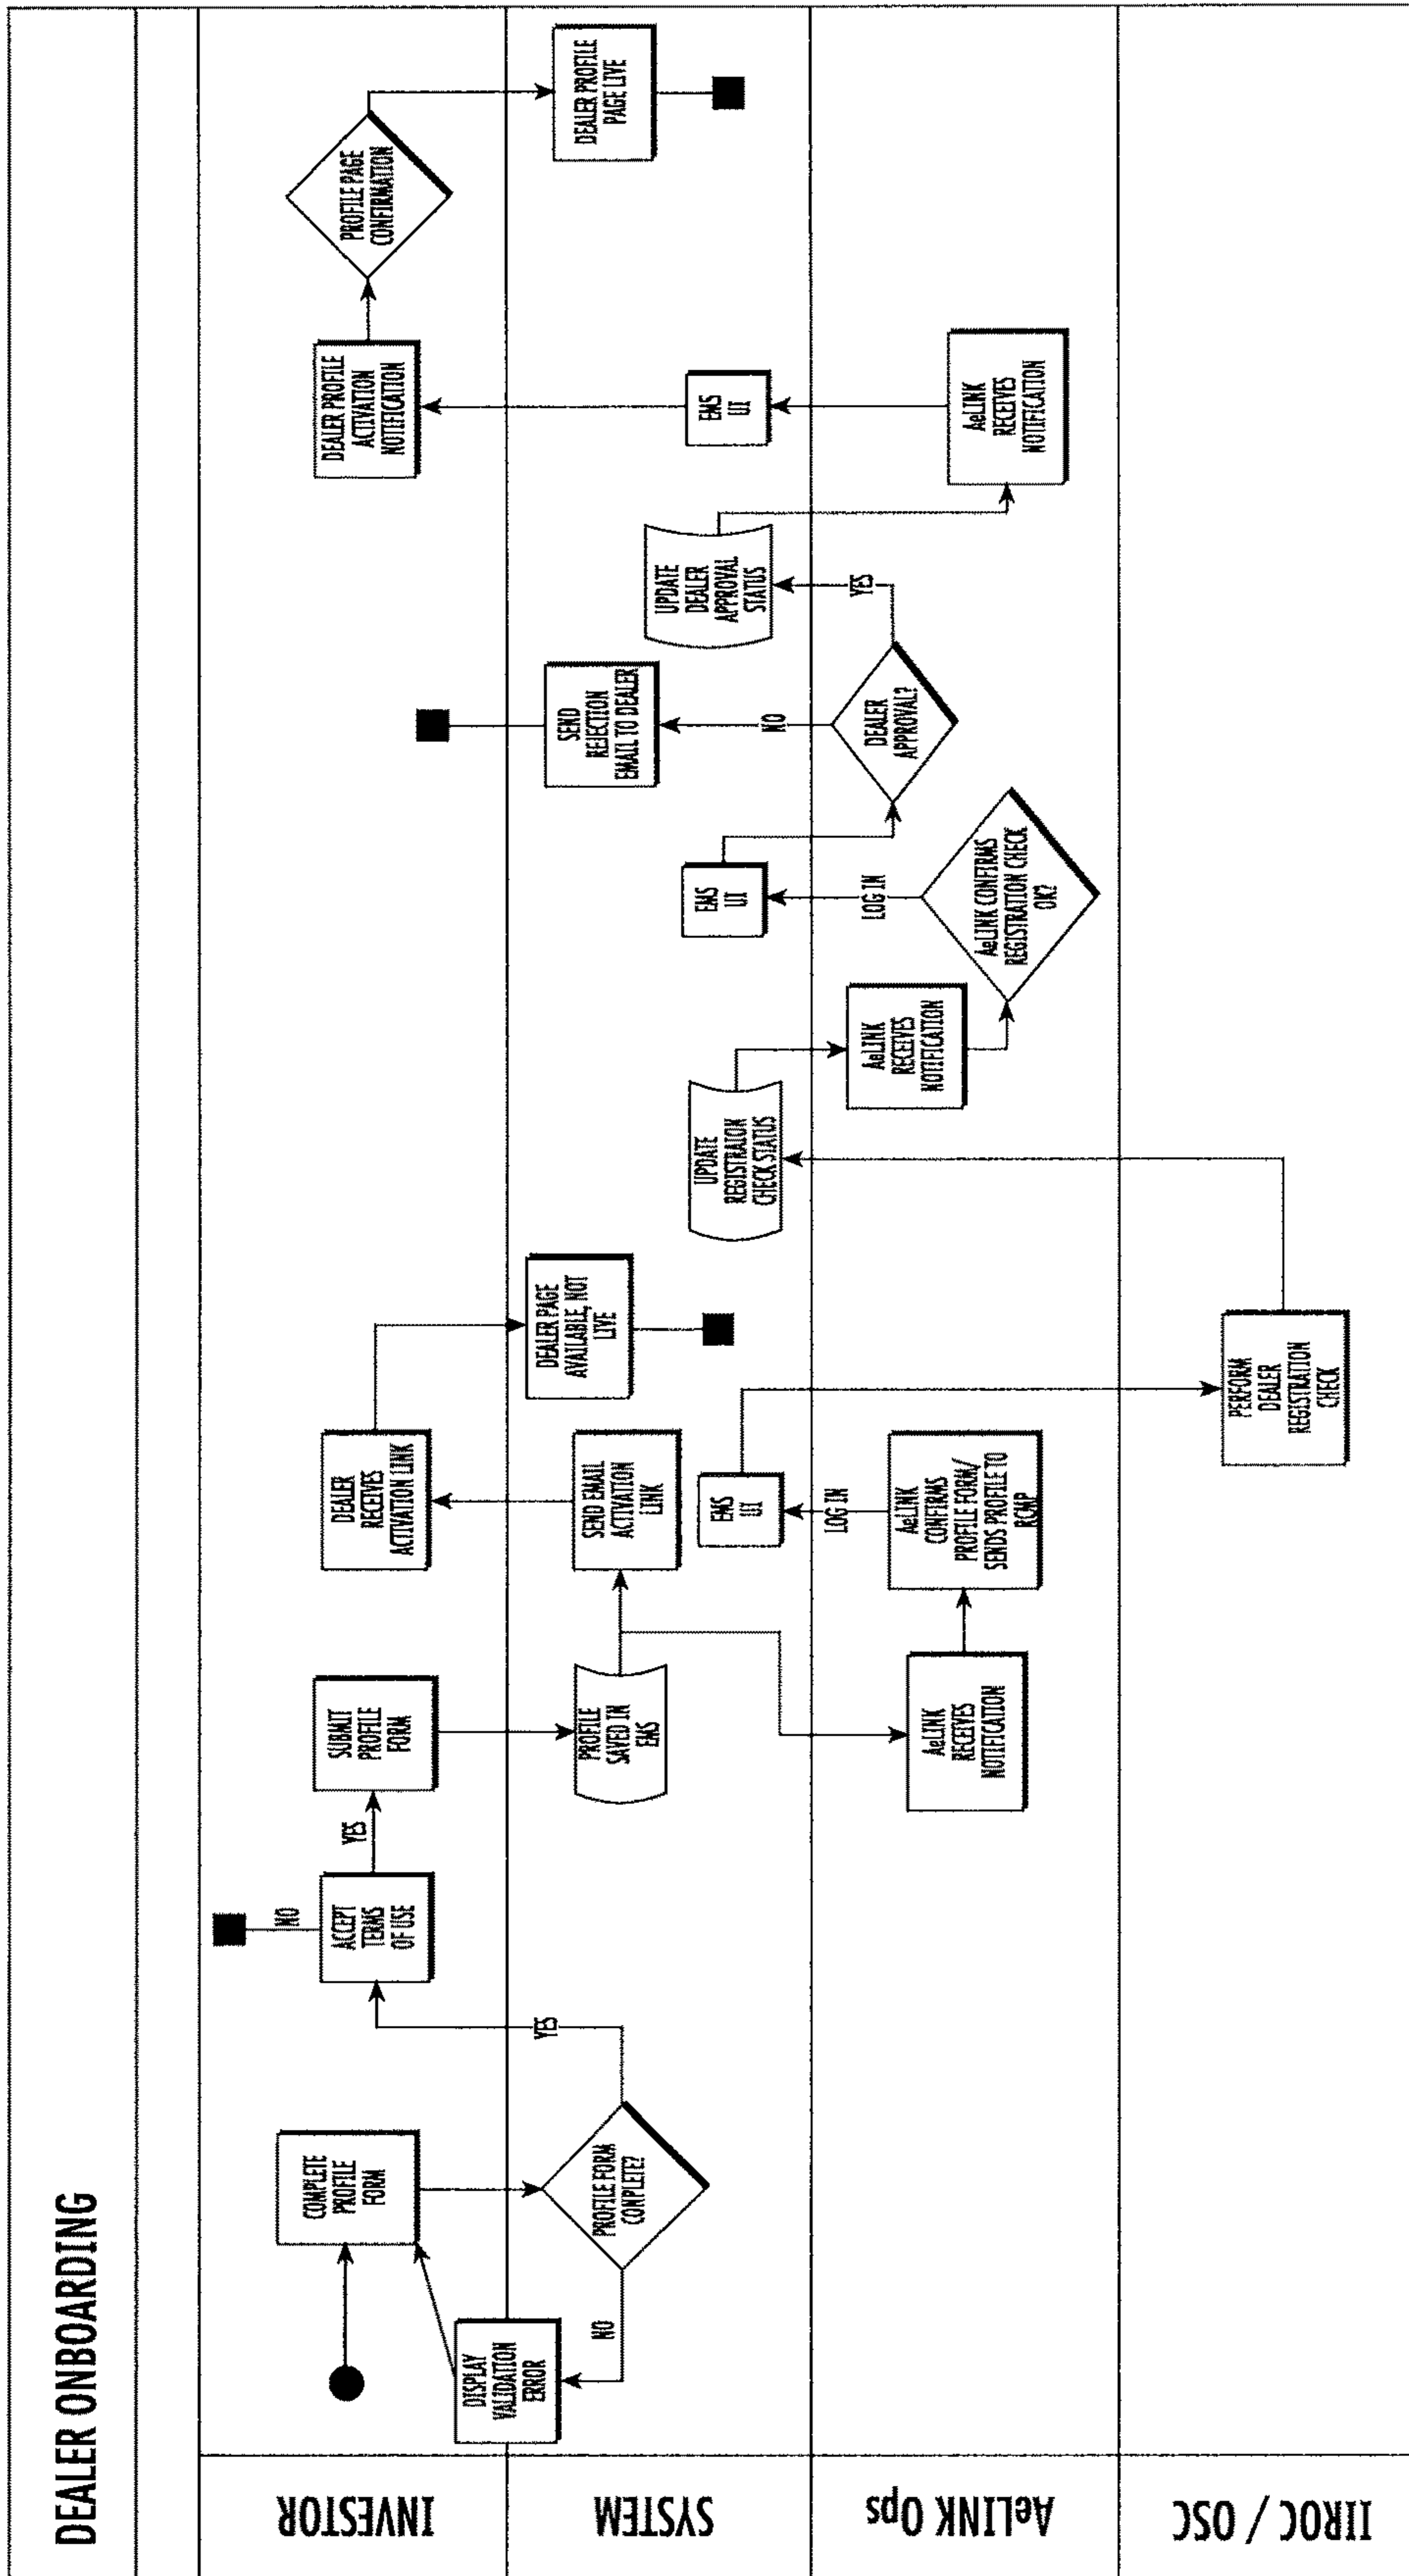 DEALER ONBOARDING
INVESTOR
SYSTEM
AeLINK Ops
IIROC / OSC
COMPLETE
PROFILE
FORM
DISPLAY
VALIDATION
ERROR
NO
PROFILE FORM
CONPLETE?
YES
ACCEPT
TERMS
OF USE
NO
YES
SUBMIT
PROFILE
FORM
PROFILE
SAVED IN
EMS
SEND EMAIL
ACTIVATION
LINK
DEALER
RECEIVES
ACTIVATION LINK
DEALER PAGE
AVAILABLE, NOT
LIVE
AeLINK
RECEIVES
NOTIFICATION
AeLINK
CONFIRMS
PROFILE FORM/
SENDS PROFILE TO
RCMP
LOG IN
EMS
UI
PERFORM
DEALER
REGISTRATION
CHECK
UPDATE
REGISTRAION
CHECK STATUS
AeLINK
RECEIVES
NOTIFICATION
AeLINK CONFIRMS
REGISTRATION CHECK
OK?
LOG IN
EMS
UI
DEALER
APPROVAL?
NO
SEND
REJECTION
EMAIL TO DEALER
YES
UPDATE
DEALER
APPROVAL
STATUS
AeLINK
RECEIVES
NOTIFICATION
EMS
UI
DEALER PROFILE
ACTIVATION
NOTIFICATION
PROFILE PAGE
CONFIRMATION
DEALER PROFILE
PAGE LIVE